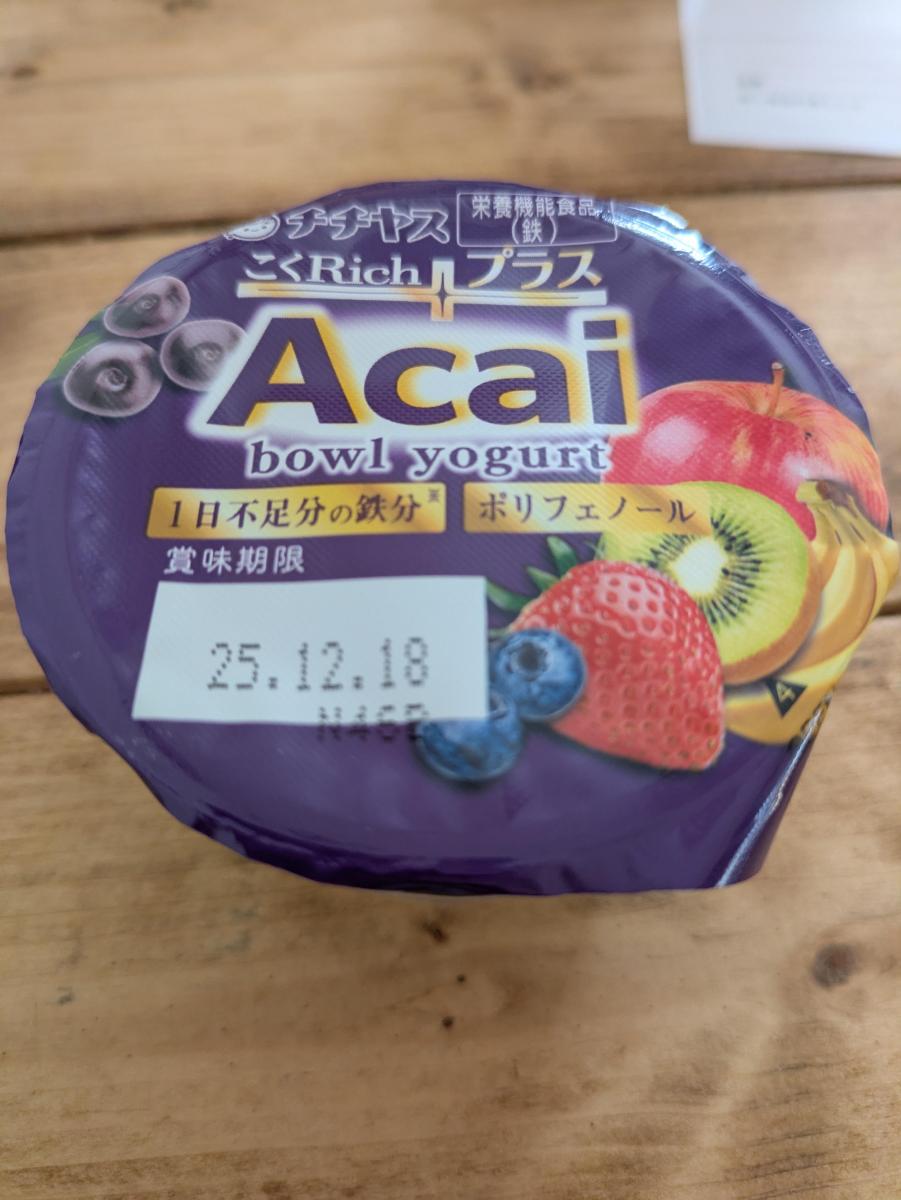 チチヤス
栄養機能食品
(鉄)
こくRich プラス
Acai
bowl yogurt
1日不足分の鉄分※ ポリフェノール
賞味期限
25.12.18
4